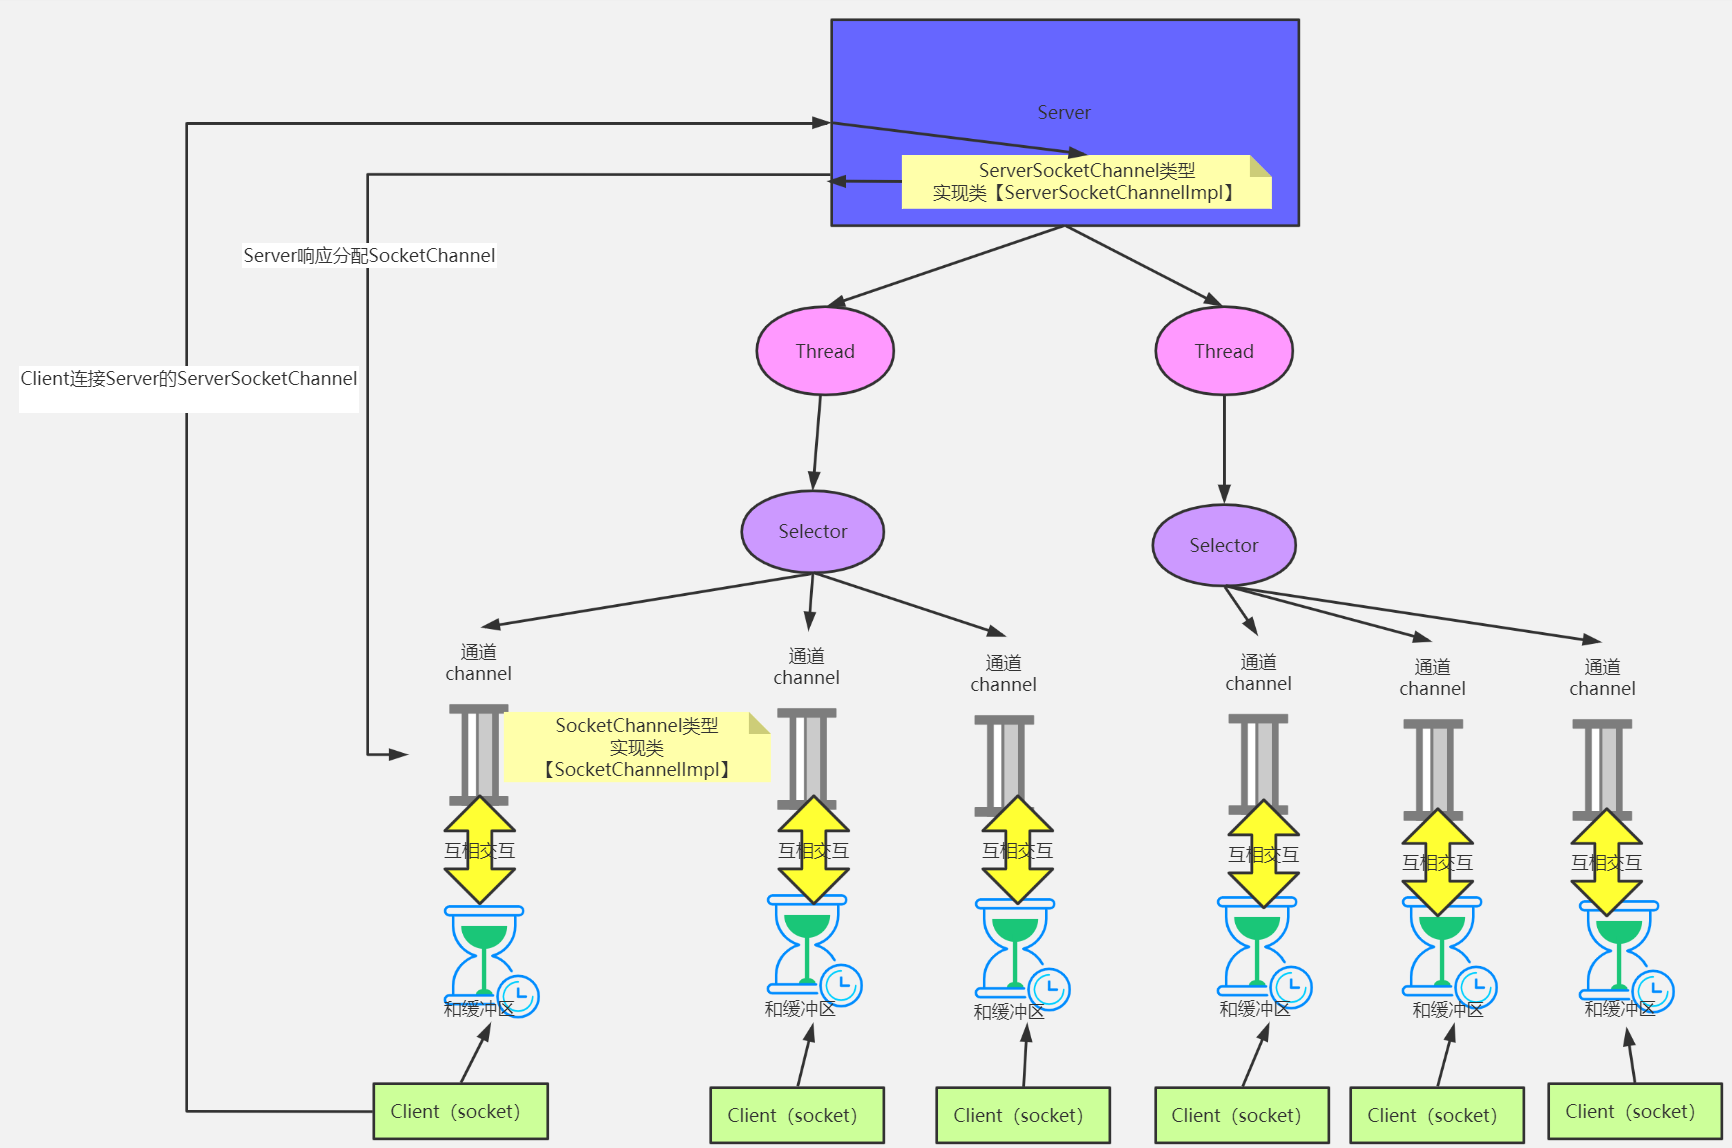 Server
ServerSocketChannel类型
实现类【ServerSocketChannelImpl】
Server响应分配SocketChannel
Client连接Server的ServerSocketChannel
Thread
Thread
Selector
Selector
通道
channel
通道
channel
通道
channel
通道
channel
通道
channel
通道
channel
SocketChannel类型
实现类
【SocketChannelImpl】
互相交互
互相交互
互相交互
互相交互
互相交互
互相交互
和缓冲区
和缓冲区
和缓冲区
和缓冲区
和缓冲区
和缓冲区
Client（socket）
Client（socket）
Client（socket）
Client（socket）
Client（socket）
Client（socket）